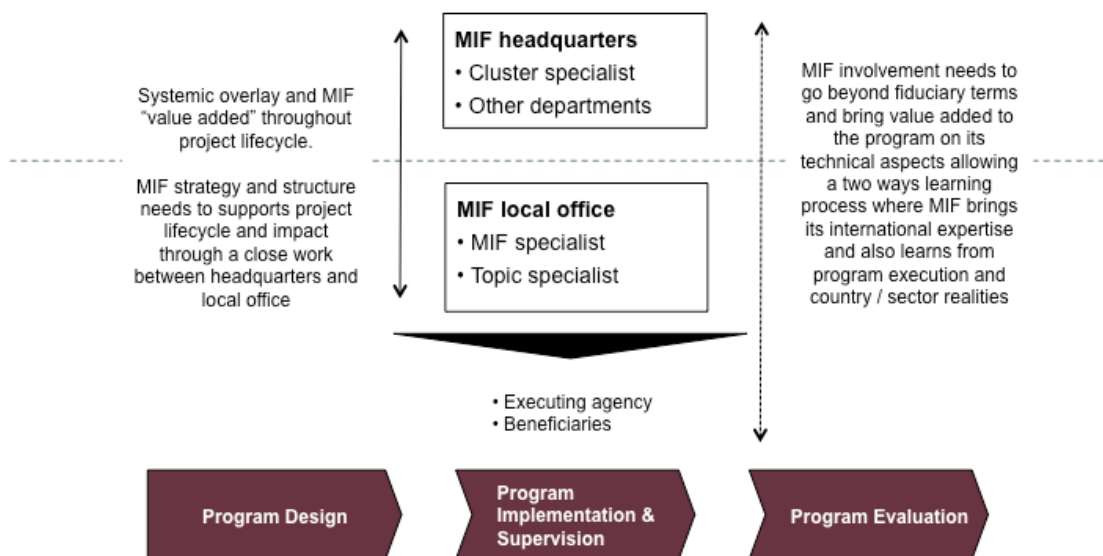 MIF headquarters
• Cluster specialist
• Other departments
Systemic overlay and MIF
“value added” throughout
project lifecycle.
MIF strategy and structure
needs to supports project
lifecycle and impact
through a close work
between headquarters and
local office
MIF local office
• MIF specialist
• Topic specialist
MIF involvement needs to
go beyond fiduciary terms
and bring value added to
the program on its
technical aspects allowing
a two ways learning
process where MIF brings
its international expertise
and also learns from
program execution and
country / sector realities
• Executing agency
• Beneficiaries
Program Design
Program
Implementation &
Supervision
Program Evaluation